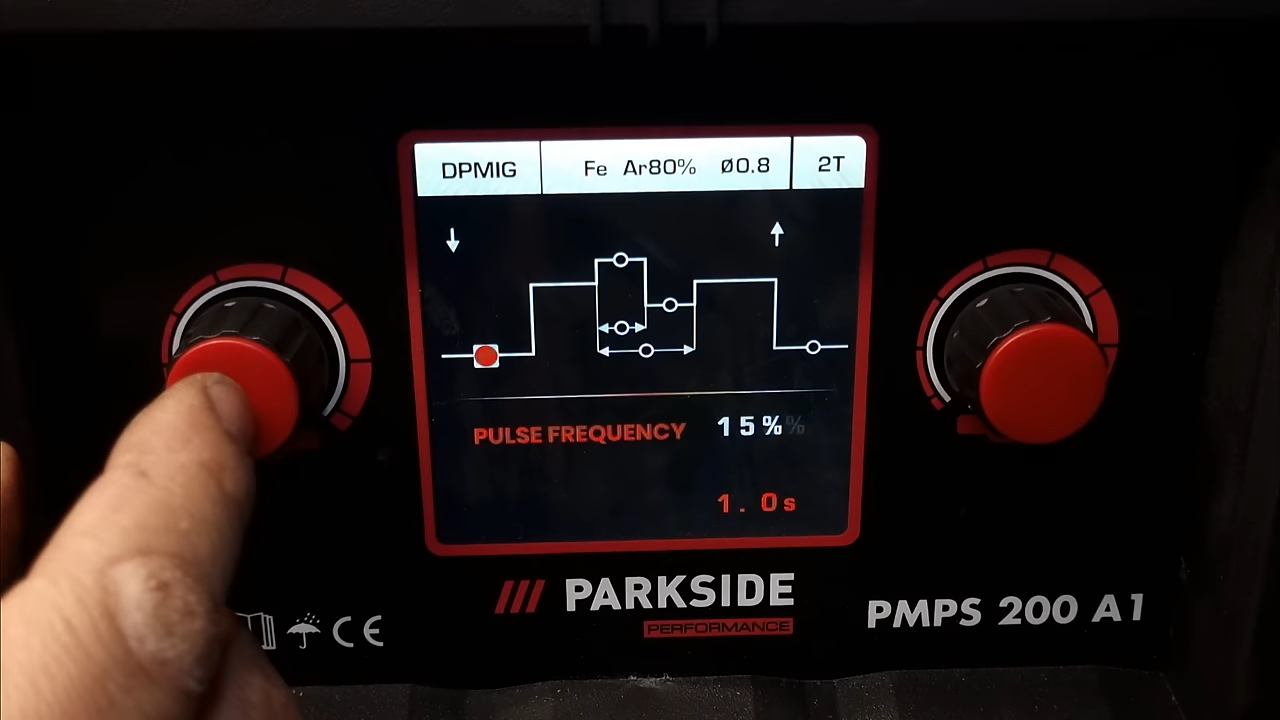 DPMIG Fe Ar80% Ø0.8 2T
PULSE FREQUENCY 15%%
1.0s
PARKSIDE
PERFORMANCE
PMPS 200 A1
CE